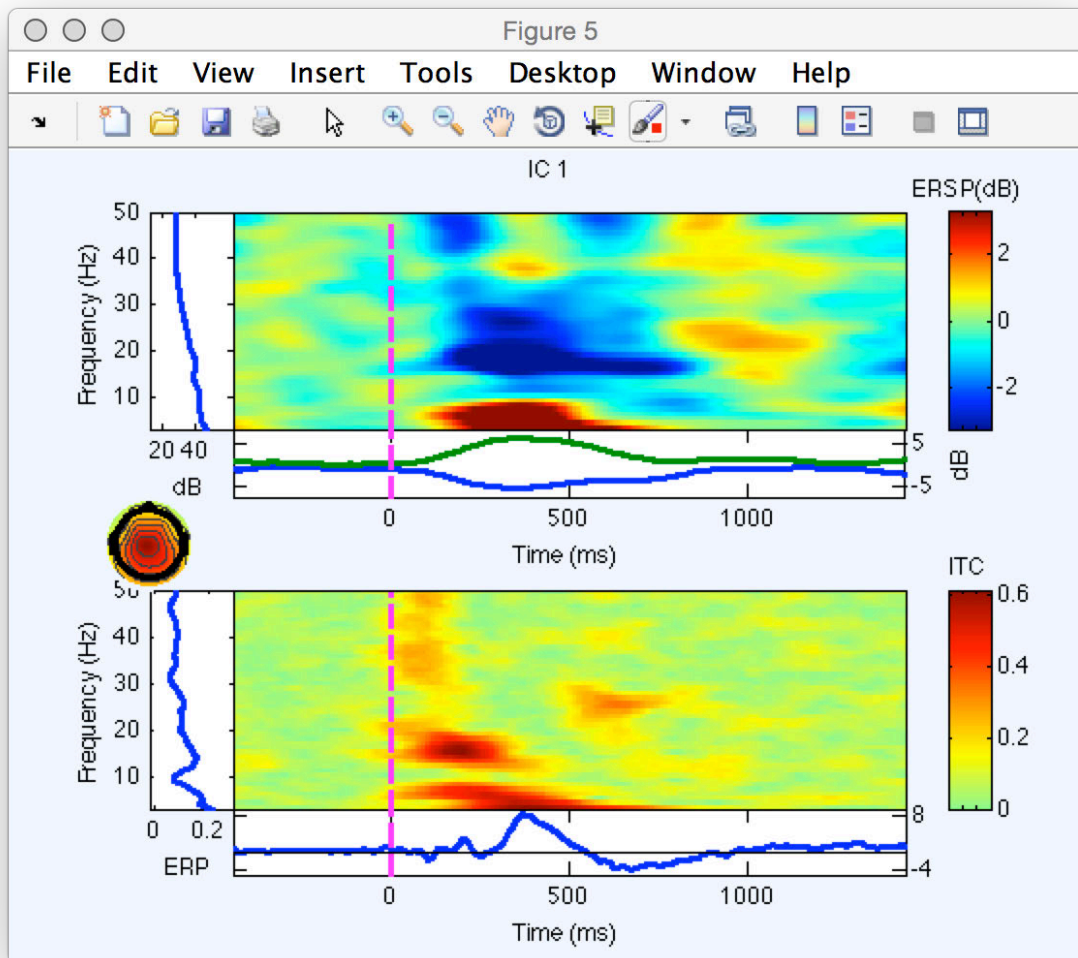 Figure 5
File Edit View Insert Tools Desktop Window Help
IC 1
ERSP(dB)
50
40
30
20
10
Frequency (Hz)
2
0
-2
20 40
dB
5
-5
dB
0 500 1000
Time (ms)
ITC
50
40
30
20
10
Frequency (Hz)
0.6
0.4
0.2
0
0 0.2
ERP
8
-4
0 500 1000
Time (ms)